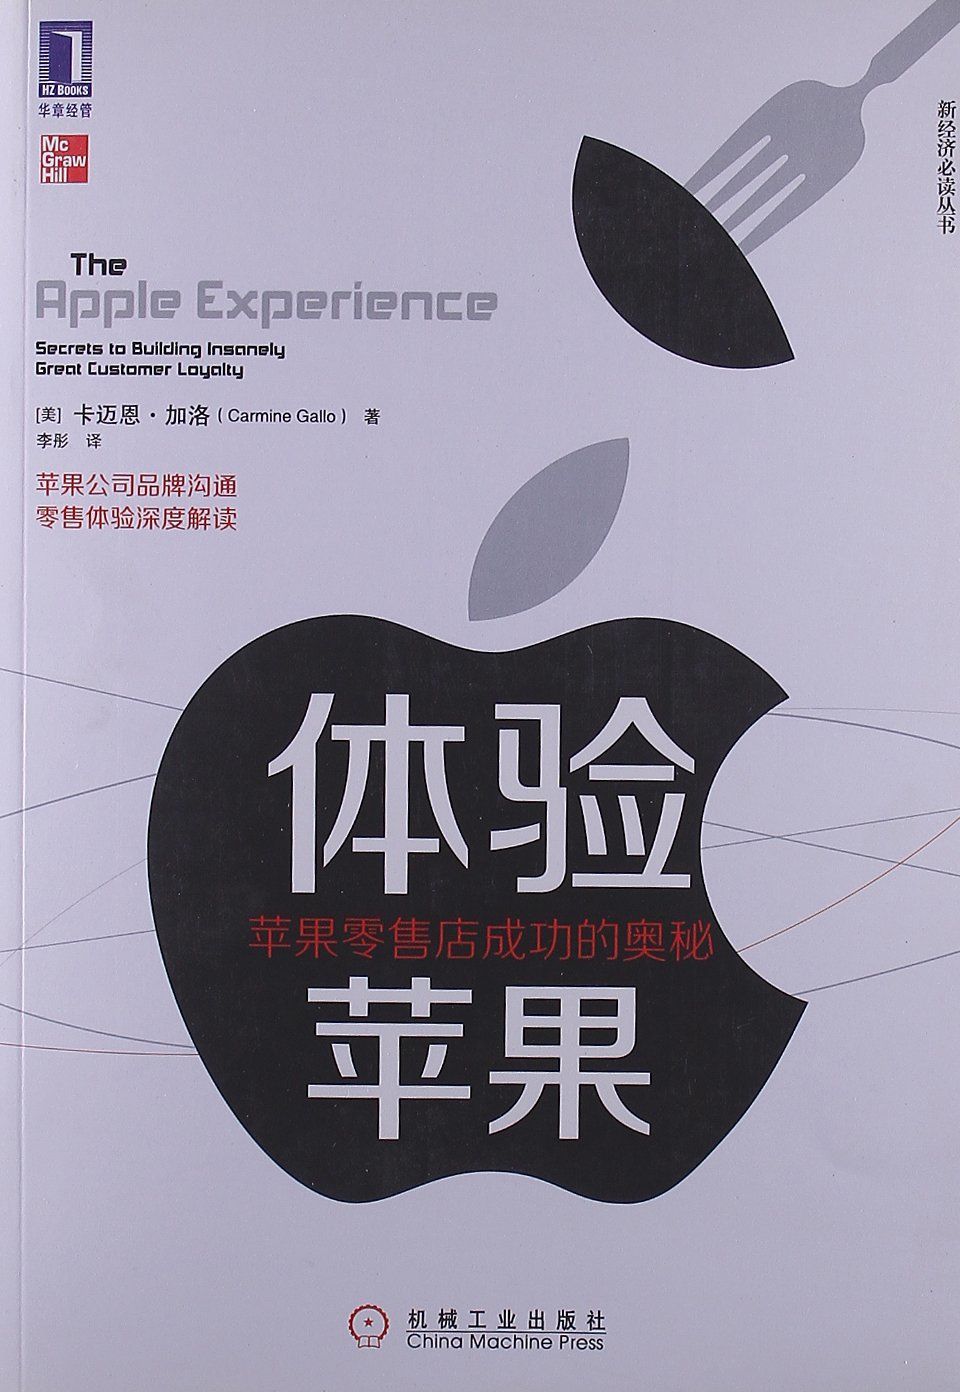 HZ BOOKS
华章经管
Mc
Graw
Hill
新经济必读丛书
The
Apple Experience
Secrets to Building Insanely
Great Customer Loyalty
[美] 卡迈恩·加洛（Carmine Gallo） 著
李彤 译
苹果公司品牌沟通
零售体验深度解读
体验
苹果零售店成功的奥秘
苹果
机械工业出版社
China Machine Press